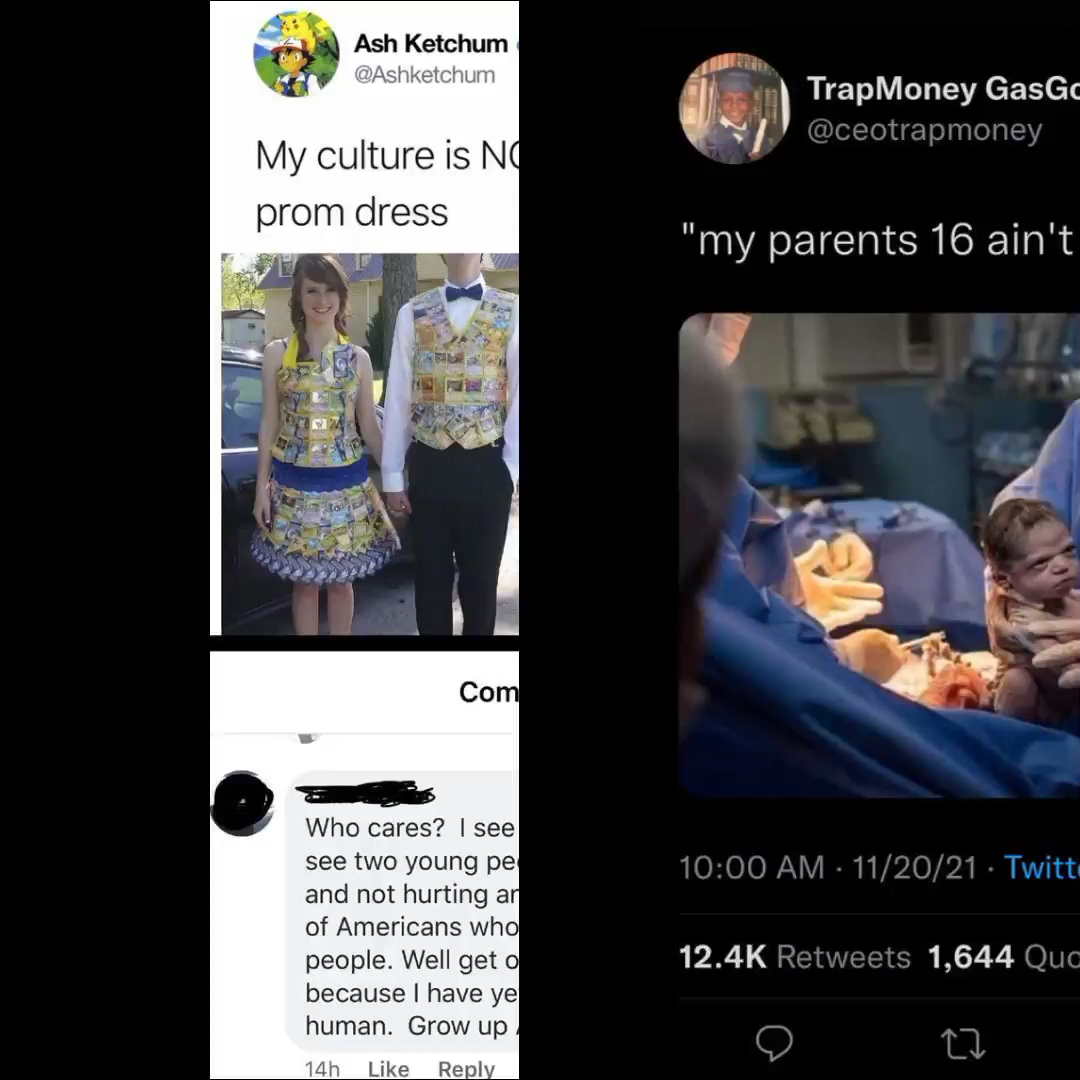 Ash Ketchum
@Ashketchum
My culture is NO
prom dress
Com
Who cares? I see
see two young pe
and not hurting ar
of Americans who
people. Well get o
because I have ye
human. Grow up
14h Like Reply
TrapMoney GasGo
@ceotrapmoney
"my parents 16 ain't
10:00 AM · 11/20/21 · Twitte
12.4K Retweets 1,644 Quo